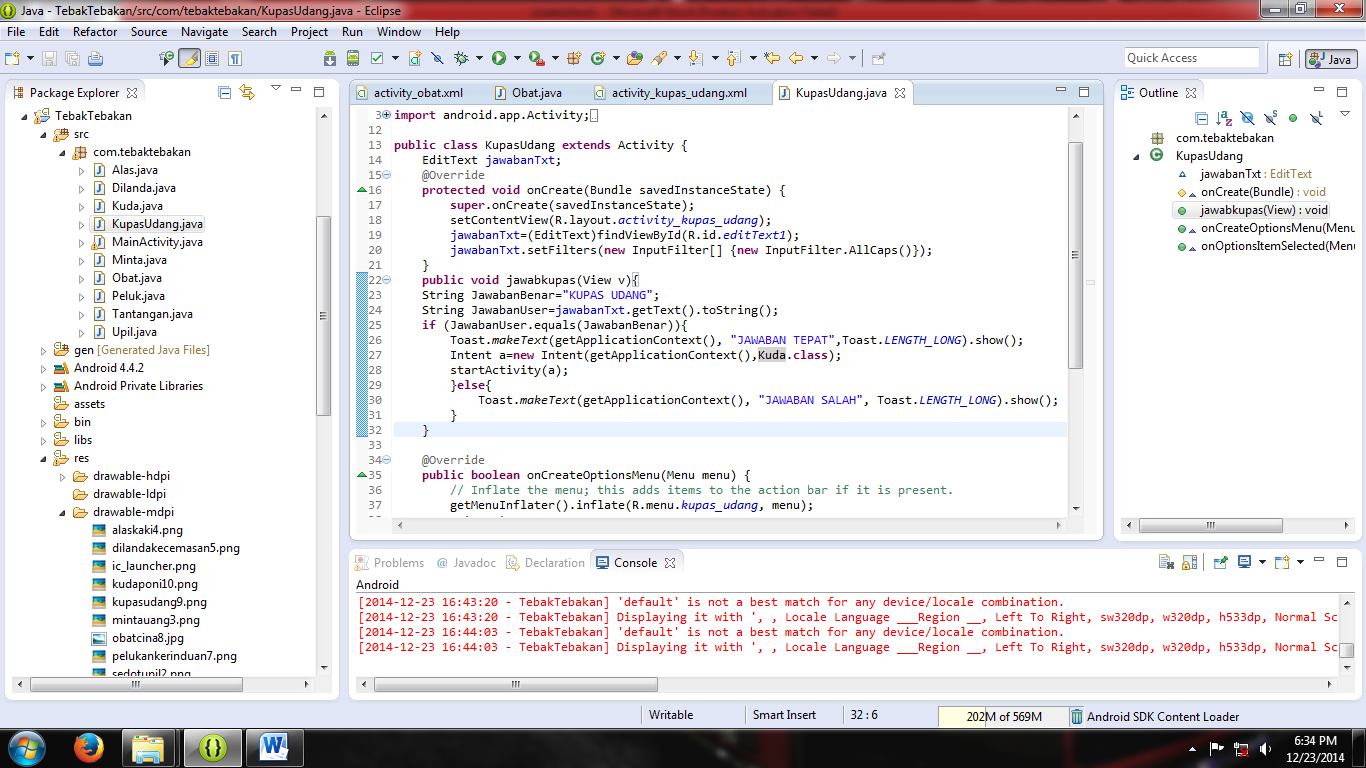 Java - TebakTebakan/src/com/tebaktebakan/KupasUdang.java - Eclipse
File Edit Refactor Source Navigate Search Project Run Window Help
Quick Access
Java
Package Explorer
TebakTebakan
src
com.tebaktebakan
Alas.java
Dilanda.java
Kuda.java
KupasUdang.java
MainActivity.java
Minta.java
Obat.java
Peluk.java
Tantangan.java
Upil.java
gen [Generated Java Files]
Android 4.4.2
Android Private Libraries
assets
bin
libs
res
drawable-hdpi
drawable-ldpi
drawable-mdpi
alaskaki4.png
dilandakecemasan5.png
ic_launcher.png
kudaponi10.png
kupasudang9.png
mintauang3.png
obatcina8.jpg
pelukankerinduan7.png
sedotupil2.png
activity_obat.xml Obat.java activity_kupas_udang.xml KupasUdang.java
3 import android.app.Activity;
12
13 public class KupasUdang extends Activity {
14 EditText jawabanTxt;
15 @Override
16 protected void onCreate(Bundle savedInstanceState) {
17 super.onCreate(savedInstanceState);
18 setContentView(R.layout.activity_kupas_udang);
19 jawabanTxt=(EditText)findViewById(R.id.editText1);
20 jawabanTxt.setFilters(new InputFilter[] {new InputFilter.AllCaps()});
21 }
22 public void jawabkupas(View v){
23 String JawabanBenar="KUPAS UDANG";
24 String JawabanUser=jawabanTxt.getText().toString();
25 if (JawabanUser.equals(JawabanBenar)){
26 Toast.makeText(getApplicationContext(), "JAWABAN TEPAT",Toast.LENGTH_LONG).show();
27 Intent a=new Intent(getApplicationContext(),Kuda.class);
28 startActivity(a);
29 }else{
30 Toast.makeText(getApplicationContext(), "JAWABAN SALAH", Toast.LENGTH_LONG).show();
31 }
32 }
33
34 @Override
35 public boolean onCreateOptionsMenu(Menu menu) {
36 // Inflate the menu; this adds items to the action bar if it is present.
37 getMenuInflater().inflate(R.menu.kupas_udang, menu);
Outline
com.tebaktebakan
KupasUdang
jawabanTxt : EditText
onCreate(Bundle) : void
jawabkupas(View) : void
onCreateOptionsMenu(Menu
onOptionsItemSelected(Menu
Problems @ Javadoc Declaration Console
Android
[2014-12-23 16:43:20 - TebakTebakan] 'default' is not a best match for any device/locale combination.
[2014-12-23 16:43:20 - TebakTebakan] Displaying it with ', , Locale Language ___Region __, Left To Right, sw320dp, w320dp, h533dp, Normal Sc
[2014-12-23 16:44:03 - TebakTebakan] 'default' is not a best match for any device/locale combination.
[2014-12-23 16:44:03 - TebakTebakan] Displaying it with ', , Locale Language ___Region __, Left To Right, sw320dp, w320dp, h533dp, Normal Sc
Writable Smart Insert 32 : 6 202M of 569M Android SDK Content Loader
6:34 PM
12/23/2014